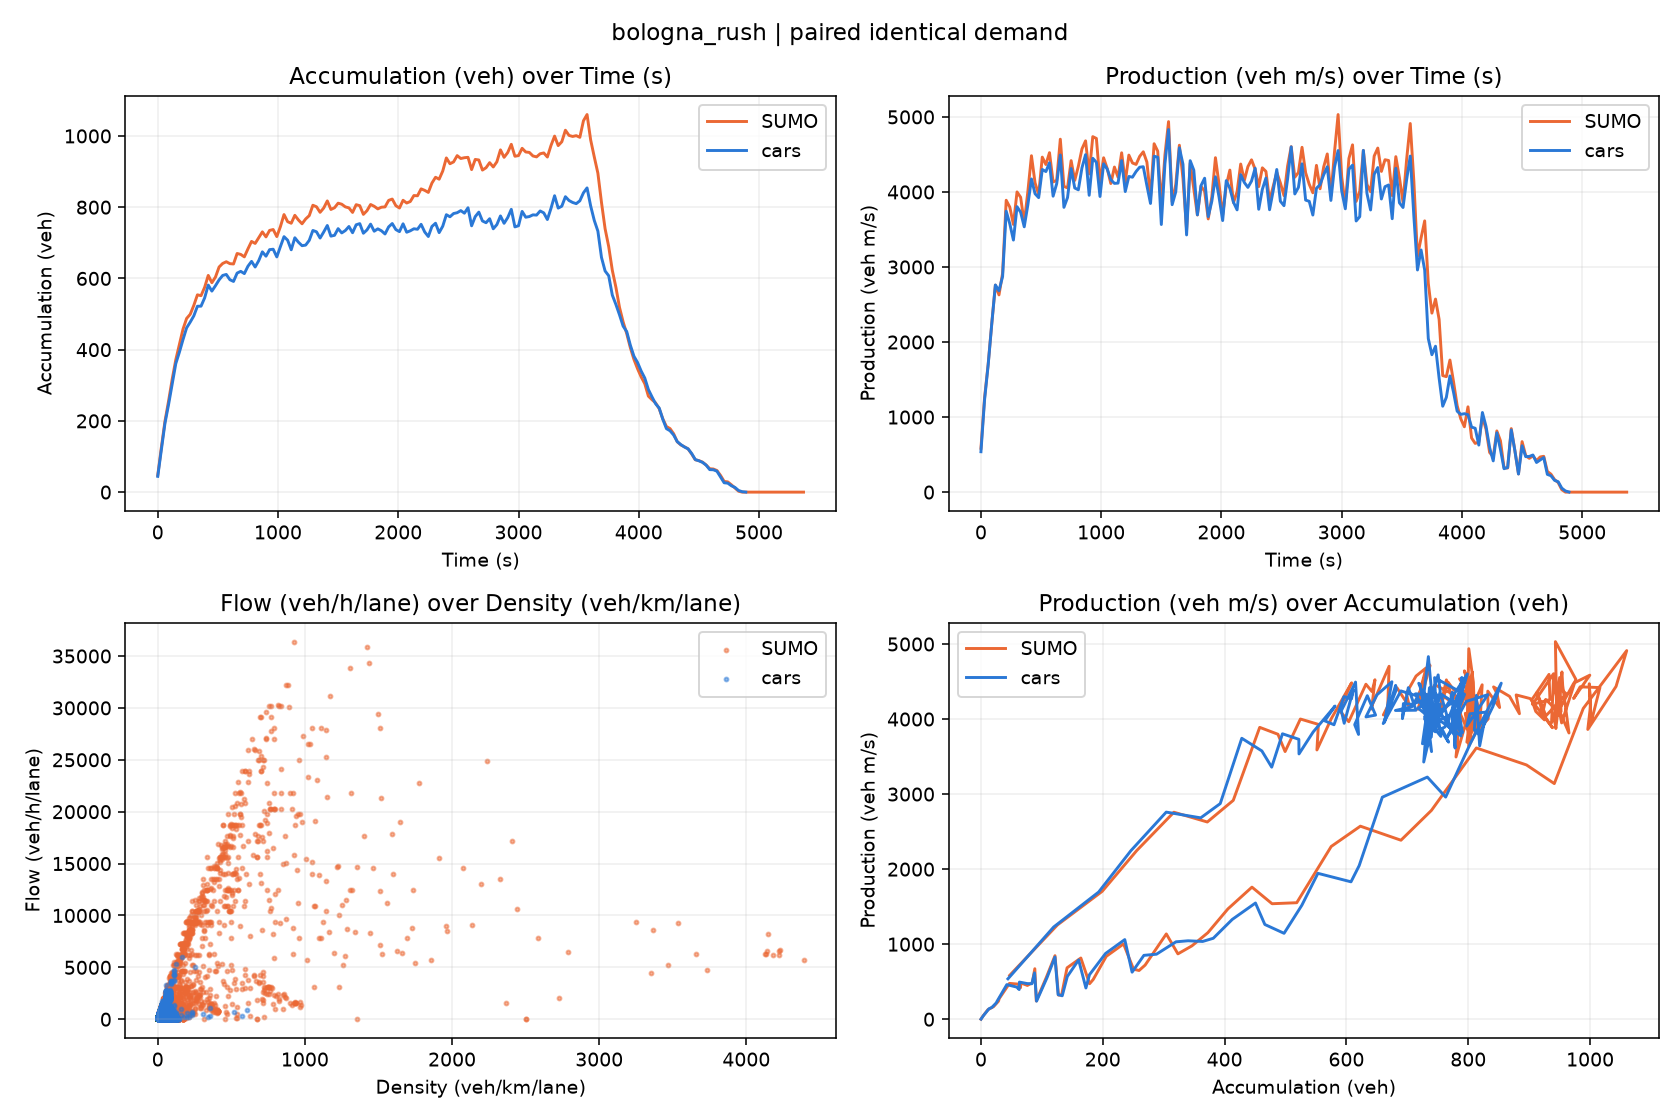 bologna_rush | paired identical demand
Accumulation (veh) over Time (s)
Accumulation (veh)
1000
800
600
400
200
0
0 1000 2000 3000 4000 5000
Time (s)
SUMO
cars
Production (veh m/s) over Time (s)
Production (veh m/s)
5000
4000
3000
2000
1000
0
0 1000 2000 3000 4000 5000
Time (s)
SUMO
cars
Flow (veh/h/lane) over Density (veh/km/lane)
Flow (veh/h/lane)
35000
30000
25000
20000
15000
10000
5000
0
0 1000 2000 3000 4000
Density (veh/km/lane)
SUMO
cars
Production (veh m/s) over Accumulation (veh)
Production (veh m/s)
5000
4000
3000
2000
1000
0
0 200 400 600 800 1000
Accumulation (veh)
SUMO
cars